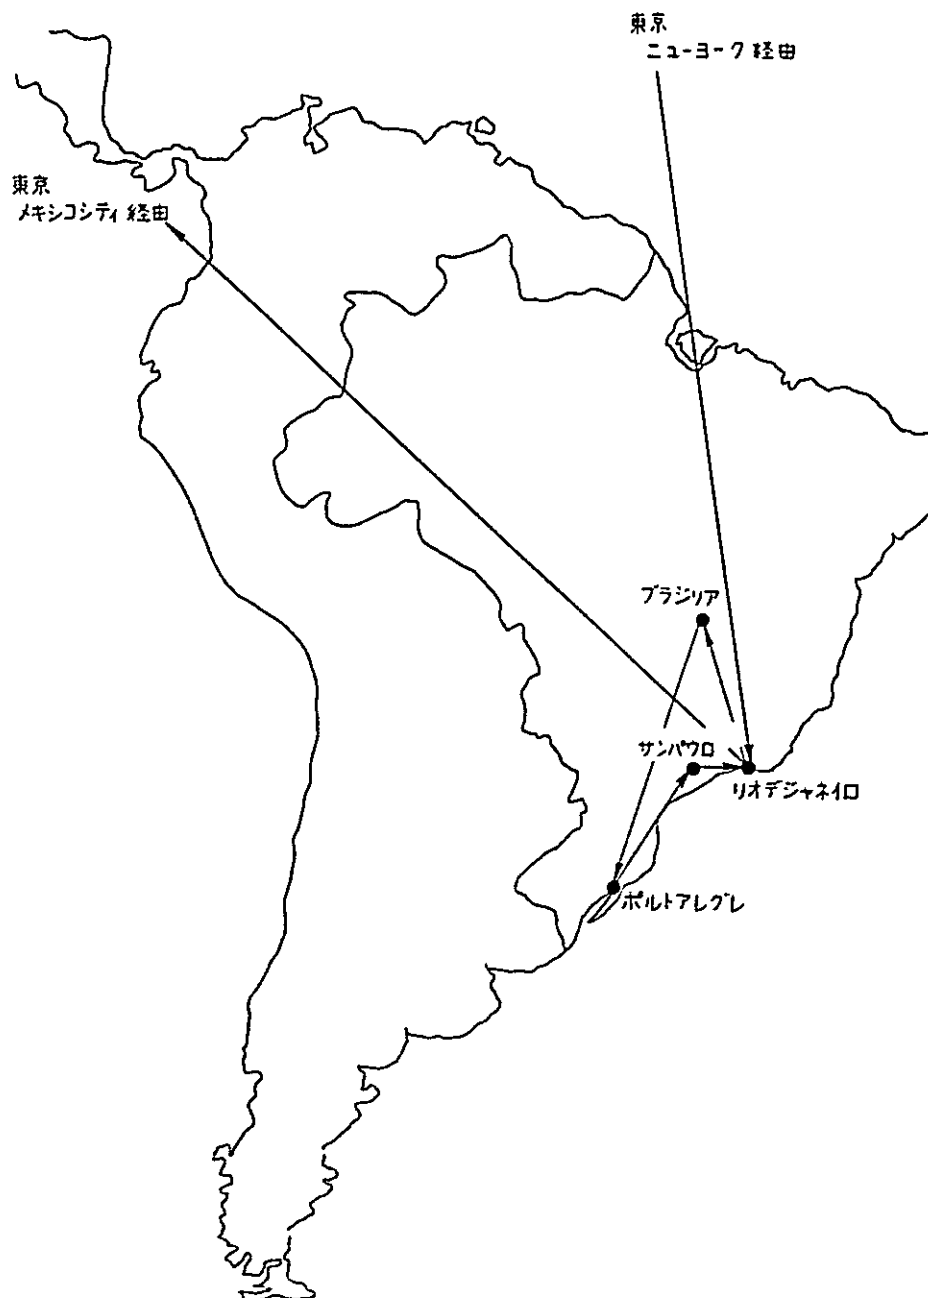 東京
ニューヨーク 経由
東京
メキシコシティ 経由
ブラジリア
サンパウロ
リオデジャネイロ
ポルトアレグレ